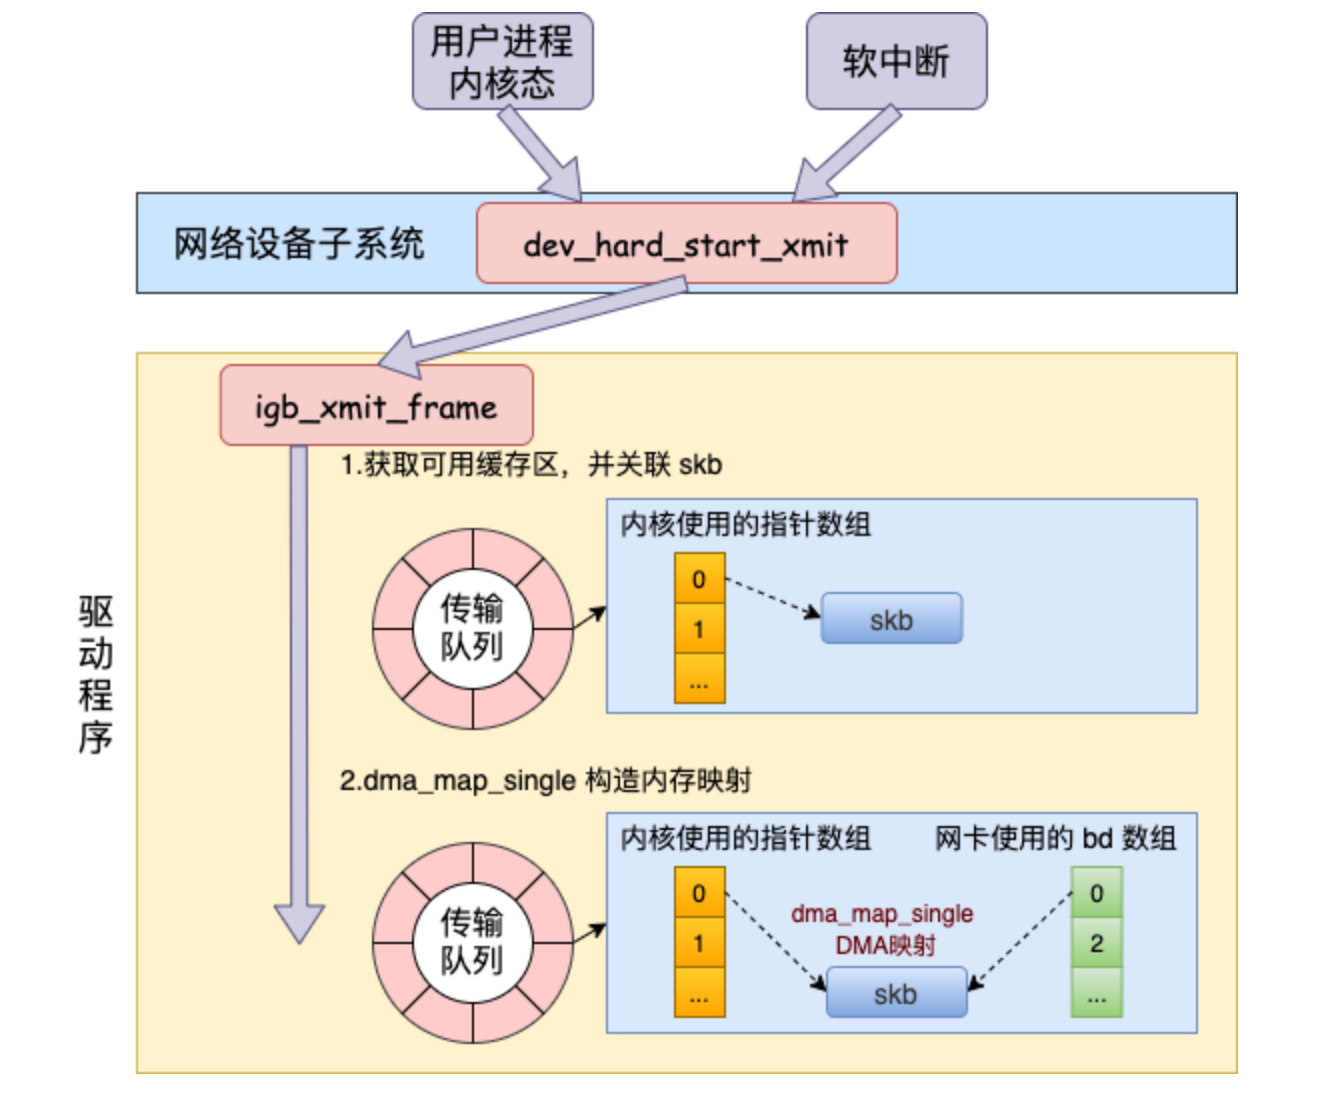 用户进程
内核态
软中断
网络设备子系统
dev_hard_start_xmit
igb_xmit_frame
驱动程序
1.获取可用缓存区，并关联 skb
传输
队列
内核使用的指针数组
0
1
...
skb
2.dma_map_single 构造内存映射
传输
队列
内核使用的指针数组
网卡使用的 bd 数组
0
1
...
dma_map_single
DMA映射
skb
0
2
...